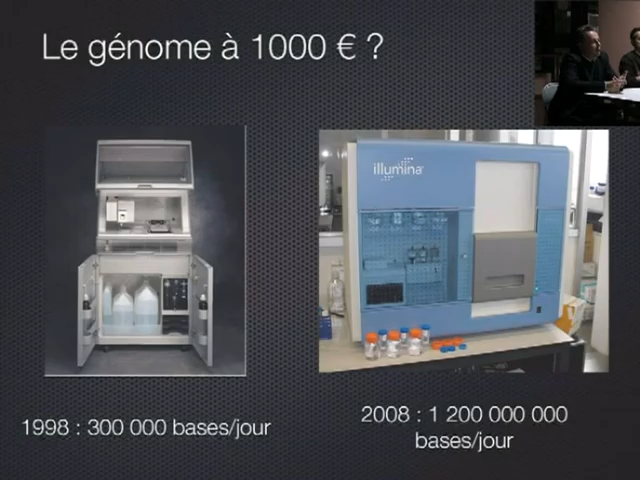 Le génome à 1000 € ?
illumina
1998 : 300 000 bases/jour
2008 : 1 200 000 000
bases/jour